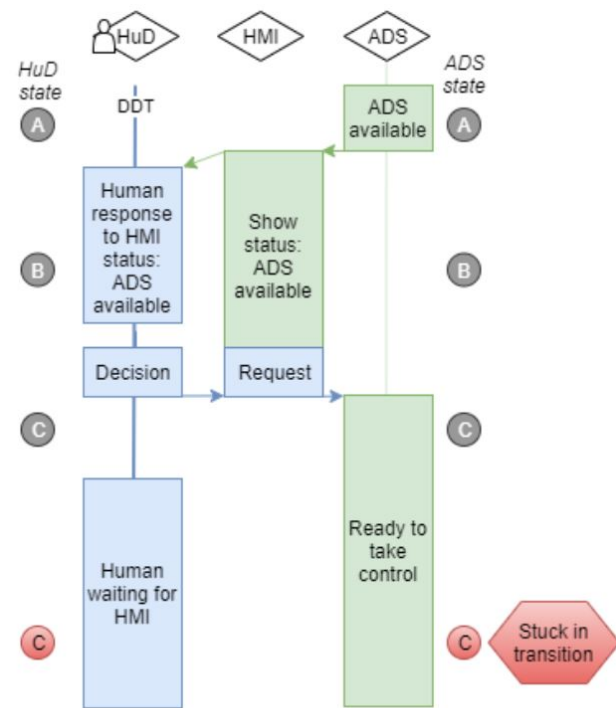 HuD
HMI
ADS
HuD
state
ADS
state
A
DDT
ADS
available
A
Human
response
to HMI
status:
ADS
available
Show
status:
ADS
available
B
B
Decision
Request
C
C
Human
waiting for
HMI
Ready to
take
control
C
C
Stuck in
transition